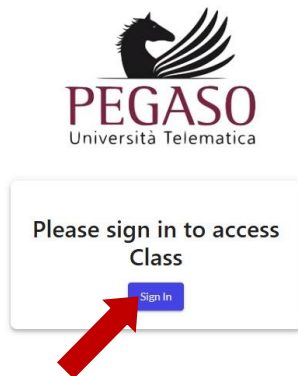 PEGASO
Università Telematica
Please sign in to access
Class
Sign In